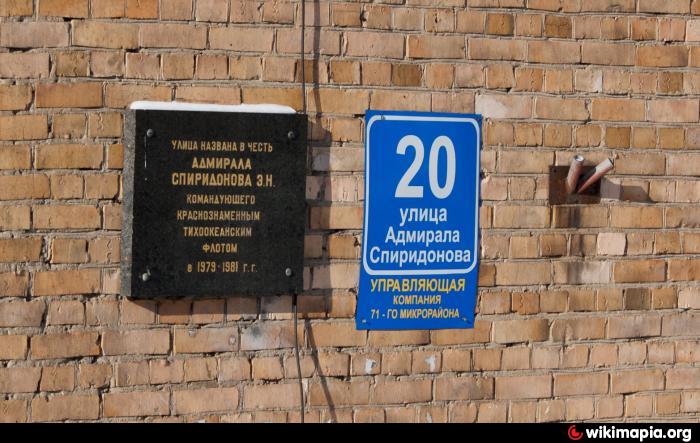 УЛИЦА НАЗВАНА В ЧЕСТЬ
АДМИРАЛА
СПИРИДОНОВА Э.Н.
КОМАНДУЮЩЕГО
КРАСНОЗНАМЕННЫМ
ТИХООКЕАНСКИМ
ФЛОТОМ
в 1979-1981 г.г.
20
улица
Адмирала
Спиридонова
УПРАВЛЯЮЩАЯ
КОМПАНИЯ
71 - ГО МИКРОРАЙОНА
wikimapia.org